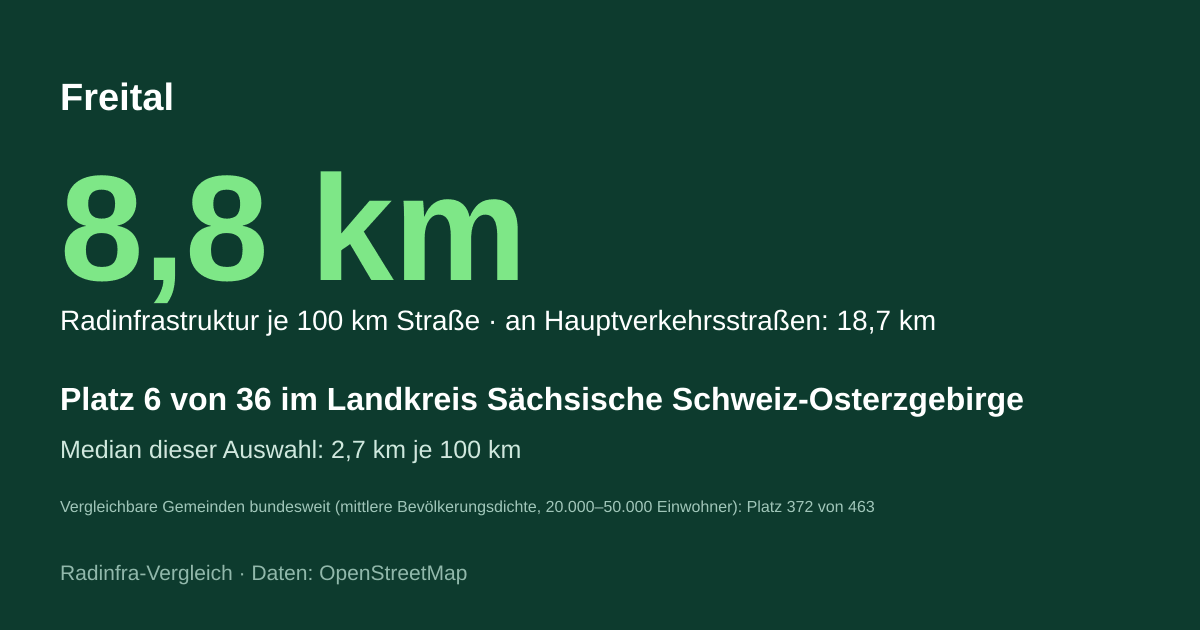 Freital
8,8 km
Radinfrastruktur je 100 km Straße · an Hauptverkehrsstraßen: 18,7 km
Platz 6 von 36 im Landkreis Sächsische Schweiz-Osterzgebirge
Median dieser Auswahl: 2,7 km je 100 km
Vergleichbare Gemeinden bundesweit (mittlere Bevölkerungsdichte, 20.000–50.000 Einwohner): Platz 372 von 463
Radinfra-Vergleich · Daten: OpenStreetMap